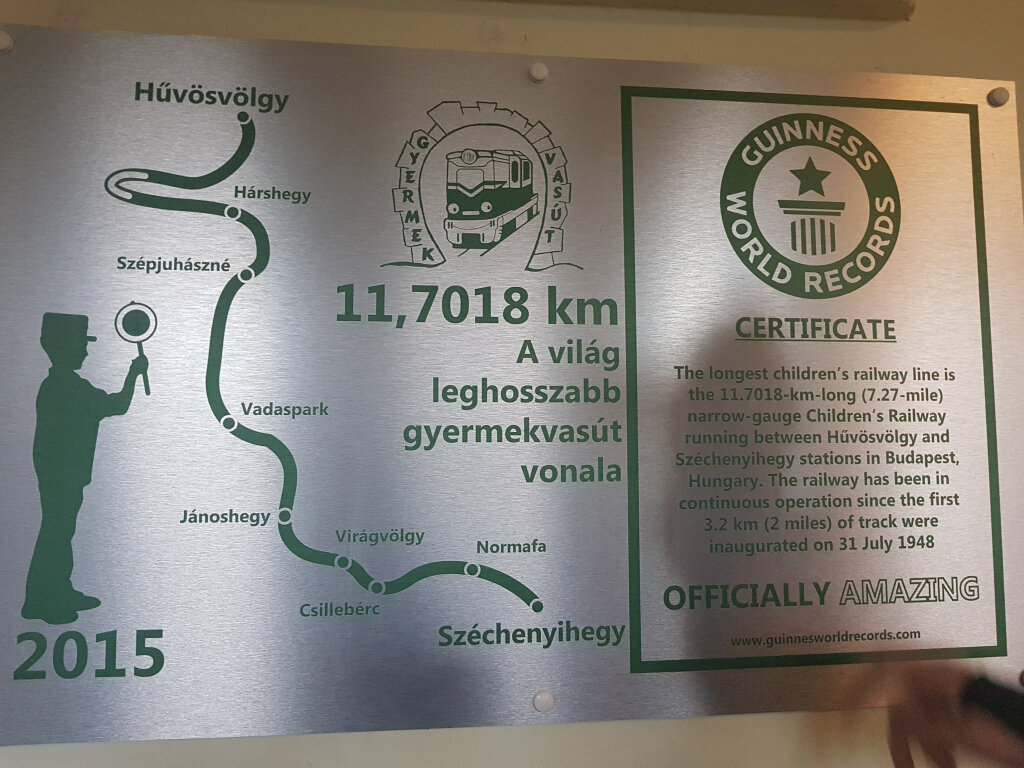 Hűvösvölgy
Hárshegy
Szépjuhászné
Vadaspark
Jánoshegy
Virágvölgy
Csillebérc
Normafa
Széchenyihegy
2015
GYERMEK
VASÚT
11,7018 km
A világ
leghosszabb
gyermekvasút
vonala
GUINNESS
WORLD RECORDS
CERTIFICATE
The longest children's railway line is
the 11.7018-km-long (7.27-mile)
narrow-gauge Children's Railway
running between Hűvösvölgy and
Széchenyihegy stations in Budapest,
Hungary. The railway has been in
continuous operation since the first
3.2 km (2 miles) of track were
inaugurated on 31 July 1948
OFFICIALLY AMAZING
www.guinnesworldrecords.com